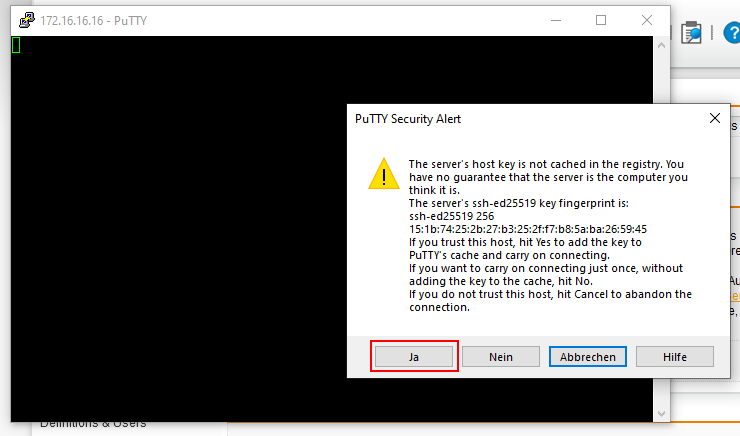 172.16.16.16 - PuTTY
PuTTY Security Alert
The server's host key is not cached in the registry. You
have no guarantee that the server is the computer you
think it is.
The server's ssh-ed25519 key fingerprint is:
ssh-ed25519 256
15:1b:74:25:2b:27:b3:25:2f:f7:b8:5a:ba:26:59:45
If you trust this host, hit Yes to add the key to
PuTTY's cache and carry on connecting.
If you want to carry on connecting just once, without
adding the key to the cache, hit No.
If you do not trust this host, hit Cancel to abandon the
connection.
Ja
Nein
Abbrechen
Hilfe
Definitions & Users